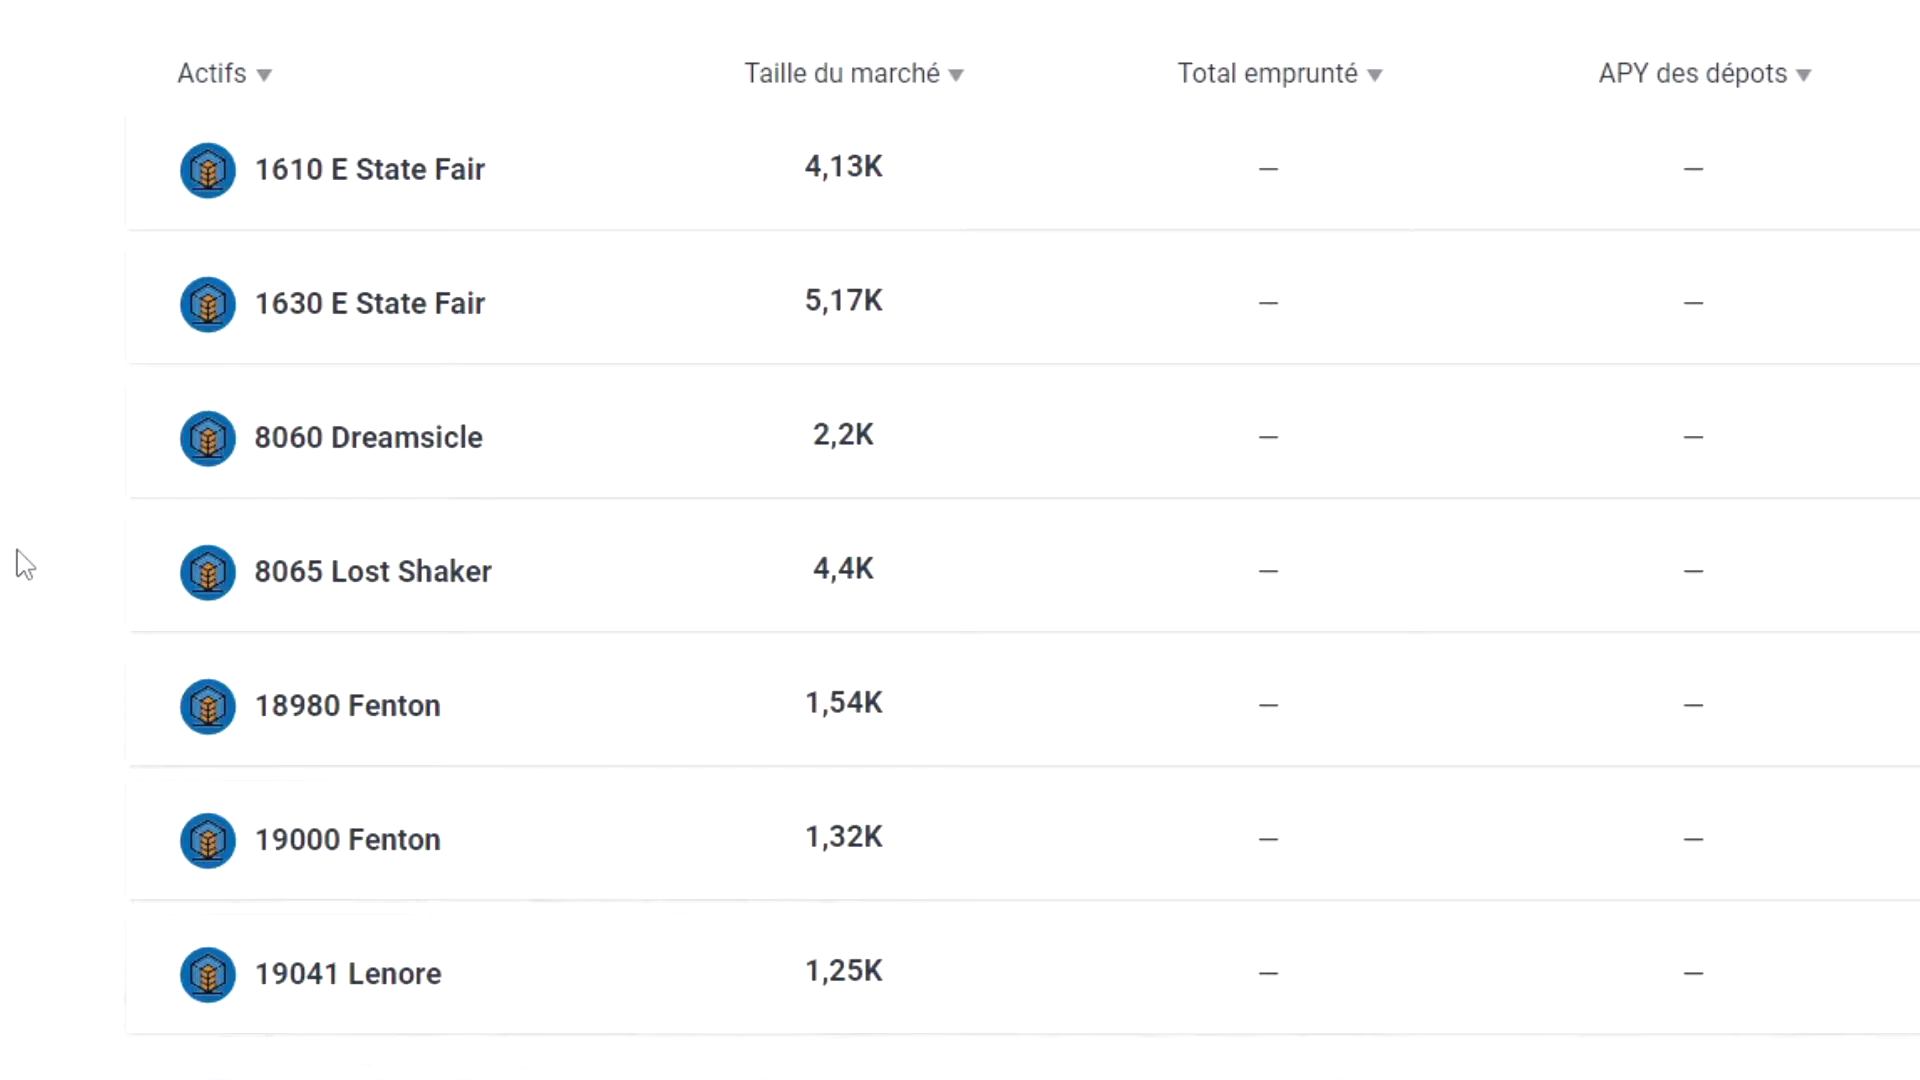 Actifs ▼ Taille du marché ▼ Total emprunté ▼ APY des dépots ▼
1610 E State Fair 4,13K — —
1630 E State Fair 5,17K — —
8060 Dreamsicle 2,2K — —
8065 Lost Shaker 4,4K — —
18980 Fenton 1,54K — —
19000 Fenton 1,32K — —
19041 Lenore 1,25K — —